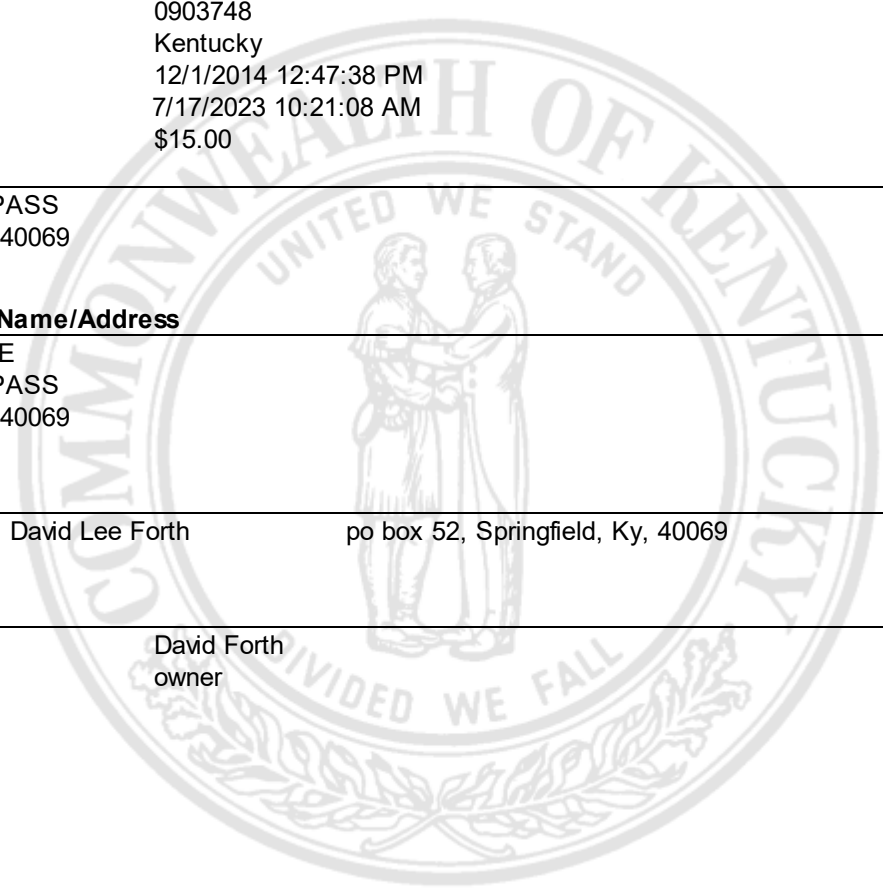 0903748
Kentucky
12/1/2014 12:47:38 PM
7/17/2023 10:21:08 AM
$15.00
PASS
40069
Name/Address
E
PASS
40069
David Lee Forth po box 52, Springfield, Ky, 40069
David Forth
owner
COMMONWEALTH OF KENTUCKY
UNITED WE STAND
DIVIDED WE FALL